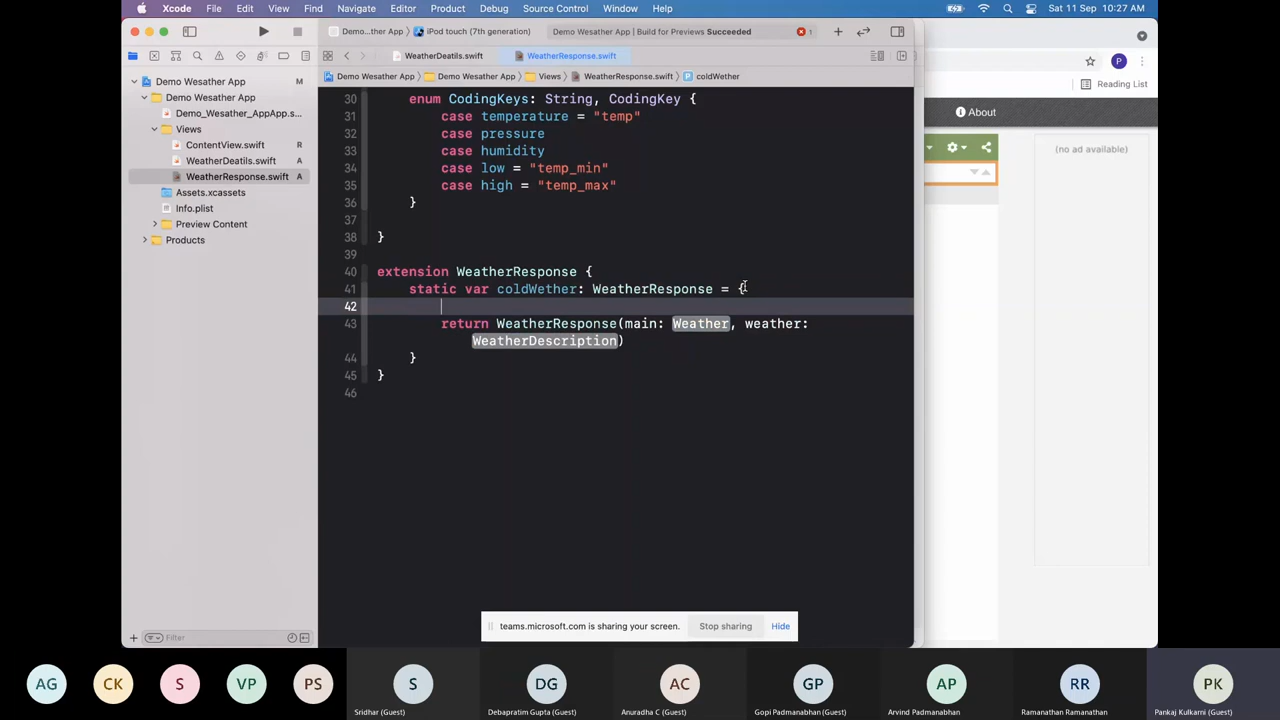 Xcode File Edit View Find Navigate Editor Product Debug Source Control Window Help Sat 11 Sep 10:27 AM
Demo...ther App iPod touch (7th generation) Demo Weather App | Build for Previews Succeeded 1
WeatherDeatils.swift WeatherResponse.swift P
Demo Wesather App Demo Wesather App Views WeatherResponse.swift coldWether Reading List
Demo Wesather App M
Demo Wesather App
Demo_Wesather_AppApp.s...
Views
ContentView.swift R
WeatherDeatils.swift A
WeatherResponse.swift A
Assets.xcassets
Info.plist
Preview Content
Products
Filter
30 enum CodingKeys: String, CodingKey {
31 case temperature = "temp"
32 case pressure
33 case humidity
34 case low = "temp_min"
35 case high = "temp_max"
36 }
37
38 }
39
40 extension WeatherResponse {
41 static var coldWether: WeatherResponse = {
42
43 return WeatherResponse(main: Weather, weather:
WeatherDescription)
44 }
45 }
46
About
(no ad available)
teams.microsoft.com is sharing your screen. Stop sharing Hide
AG CK S VP PS S DG AC GP AP RR PK
Sridhar (Guest) Debapratim Gupta (Guest) Anuradha C (Guest) Gopi Padmanabhan (Guest) Arvind Padmanabhan Ramanathan Ramanathan Pankaj Kulkarni (Guest)